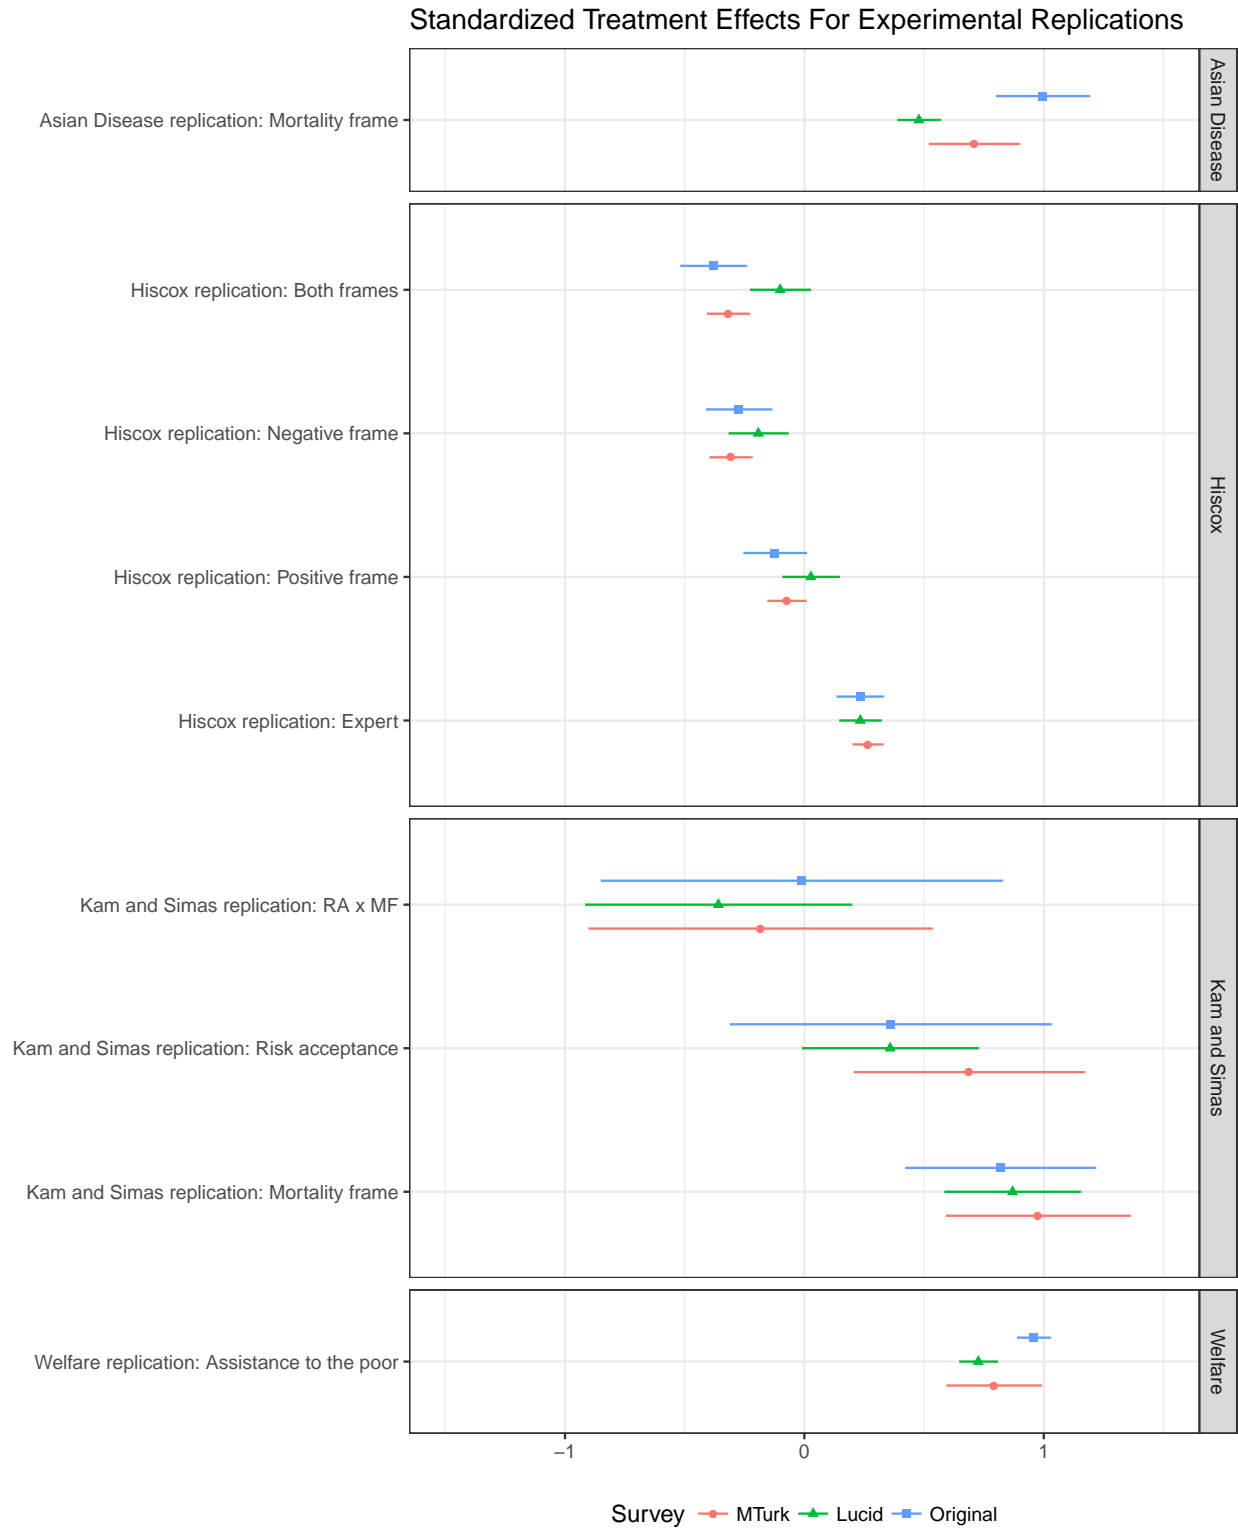 Standardized Treatment Effects For Experimental Replications
Asian Disease replication: Mortality frame
Asian Disease
Hiscox replication: Both frames
Hiscox replication: Negative frame
Hiscox replication: Positive frame
Hiscox replication: Expert
Hiscox
Kam and Simas replication: RA x MF
Kam and Simas replication: Risk acceptance
Kam and Simas replication: Mortality frame
Kam and Simas
Welfare replication: Assistance to the poor
Welfare
−1 0 1
Survey MTurk Lucid Original